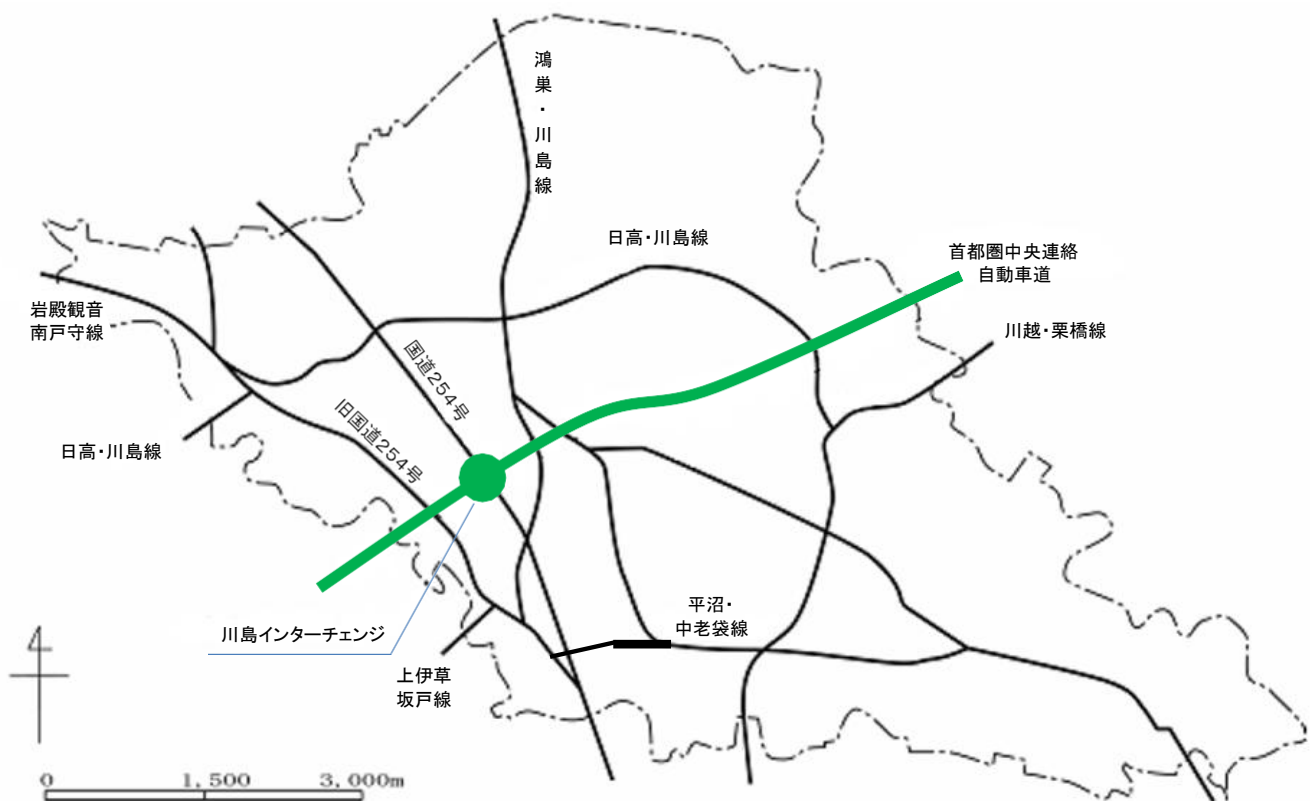 鴻巣・川島線
日高・川島線
首都圏中央連絡
自動車道
岩殿観音
南戸守線
川越・栗橋線
国道254号
旧国道254号
日高・川島線
平沼・
中老袋線
川島インターチェンジ
上伊草
坂戸線
0 1,500 3,000m